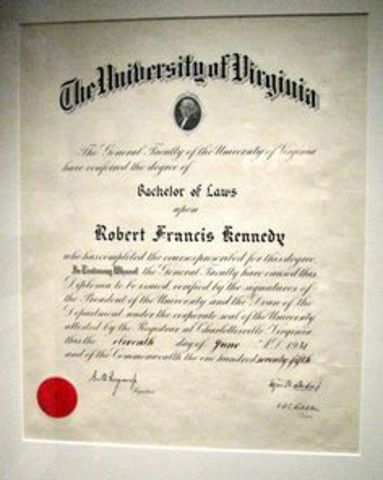 The University of Virginia
The General Faculty of the University of Virginia
have conferred the degree of
Bachelor of Laws
upon
Robert Francis Kennedy
who has completed the course prescribed for this degree
In Testimony Whereof the General Faculty have caused this
Diploma to be issued, verified by the signatures of
the President of the University and the Dean of the
Department under the corporate seal of the University
attested by the Registrar at Charlottesville Virginia
this the eleventh day of June A.D. 1951
and of the Commonwealth the one hundred seventy-fifth
Registrar